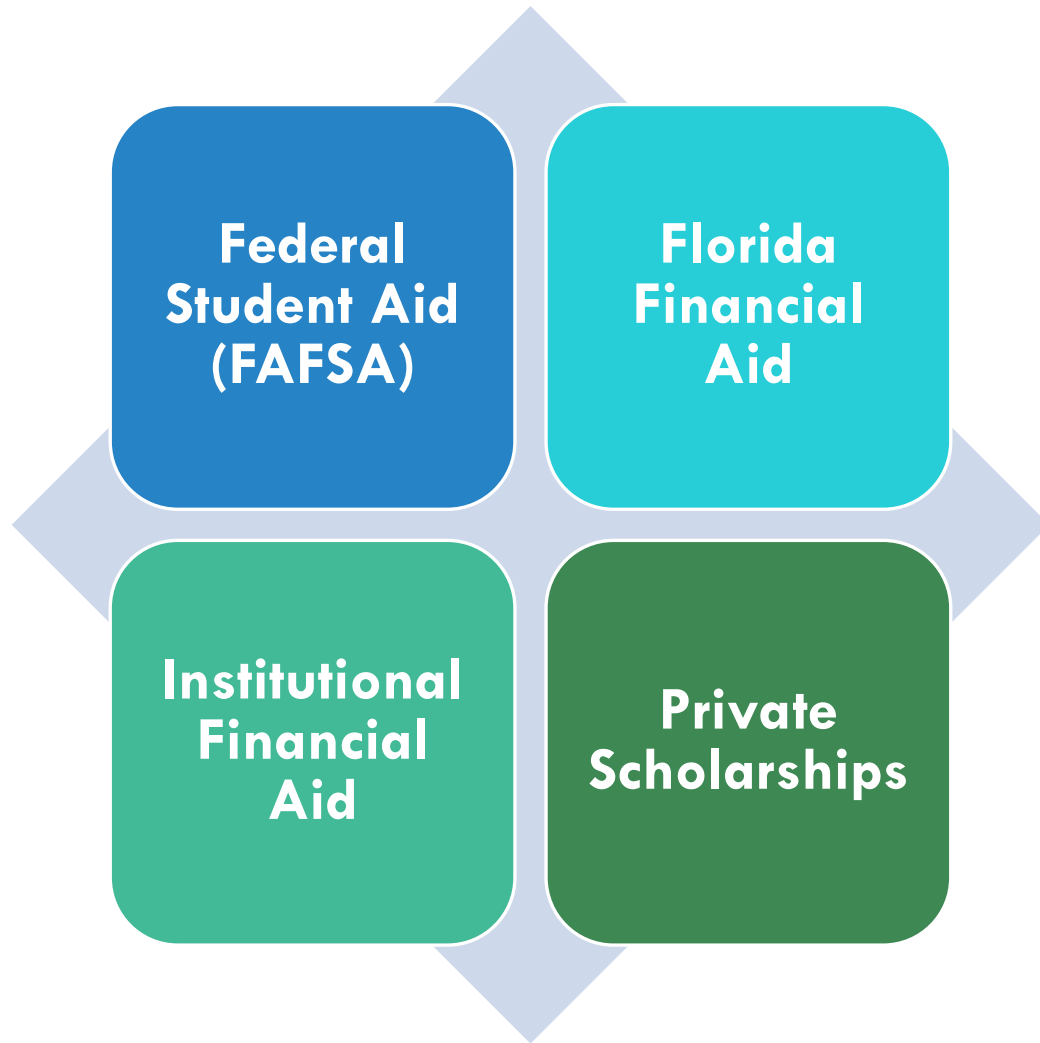 Federal
Student Aid
(FAFSA)
Florida
Financial
Aid
Institutional
Financial
Aid
Private
Scholarships